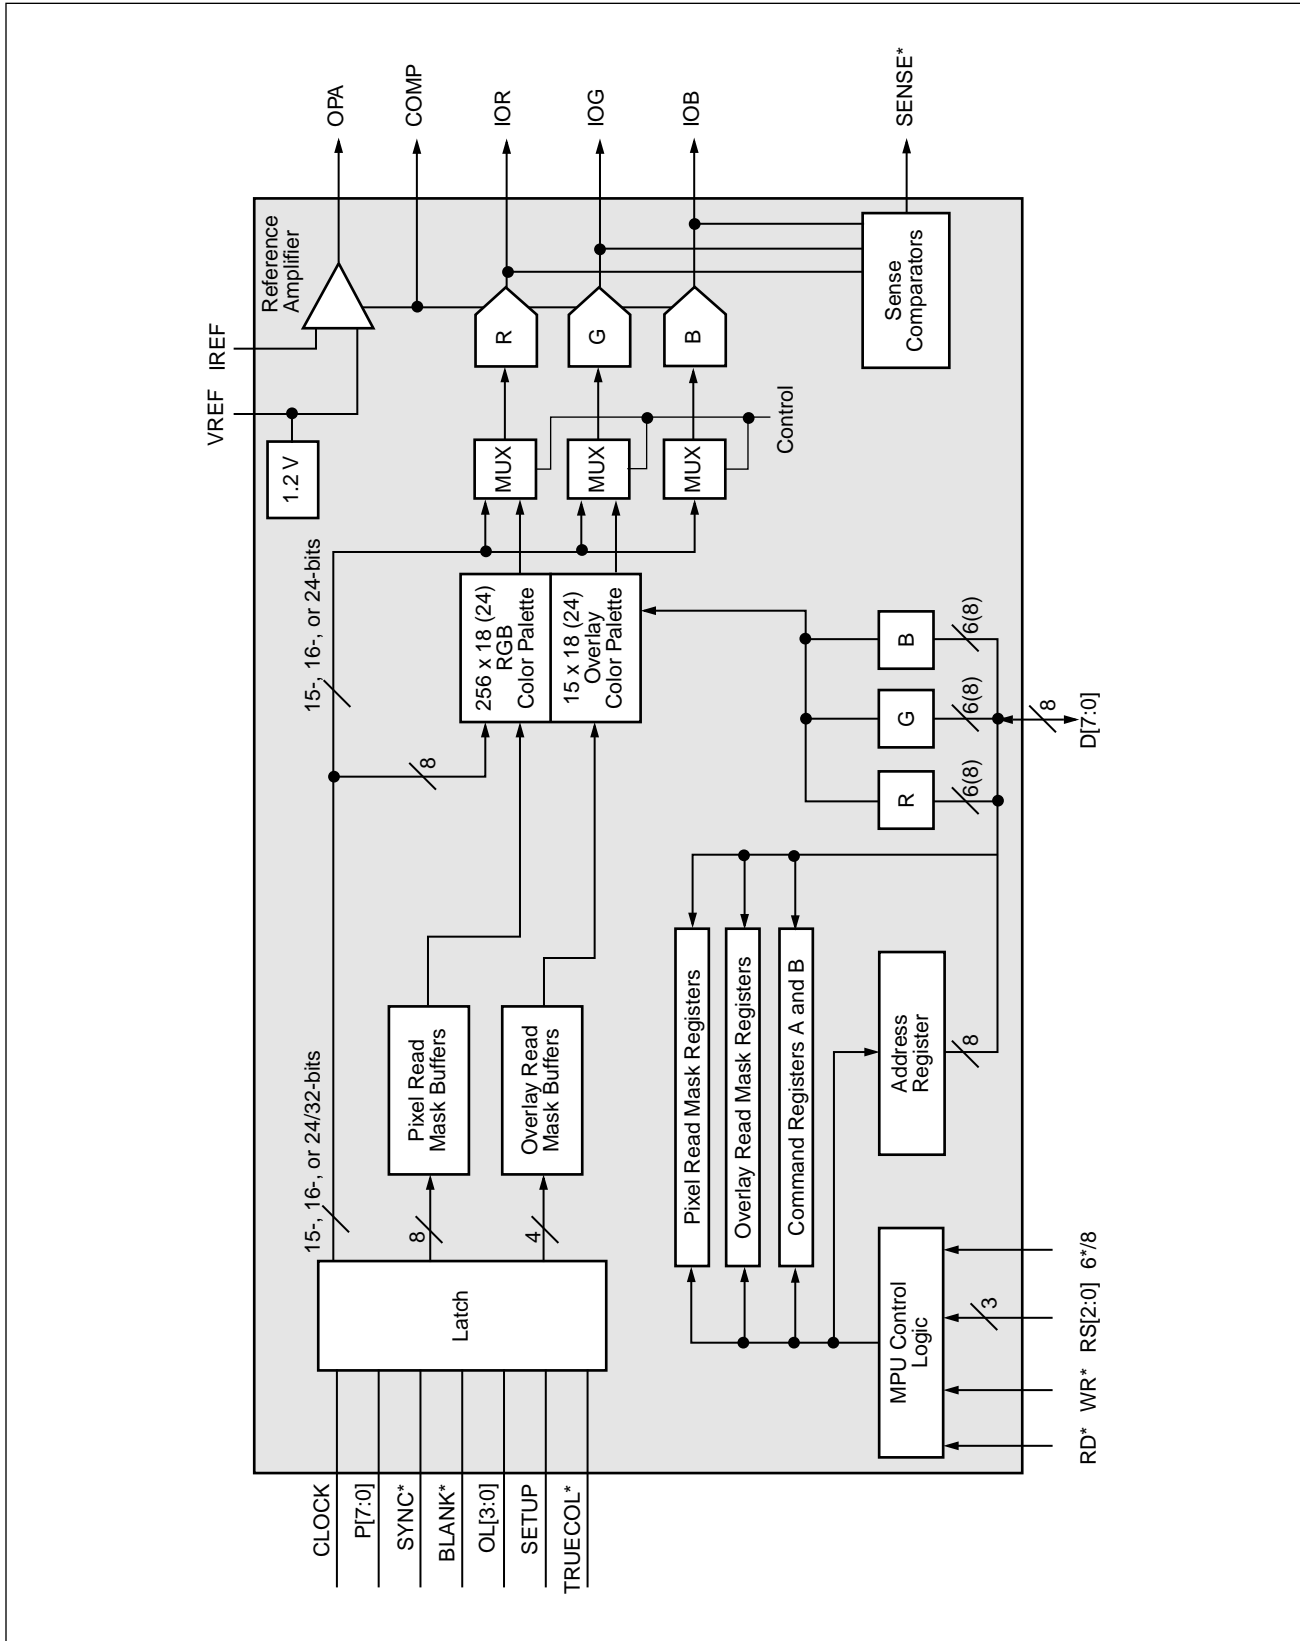 CLOCK
P[7:0]
SYNC*
BLANK*
OL[3:0]
SETUP
TRUECOL*
Latch
15-, 16-, or 24/32-bits
8
4
Pixel Read
Mask Buffers
Overlay Read
Mask Buffers
8
15-, 16-, or 24-bits
256 x 18 (24)
RGB
Color Palette
15 x 18 (24)
Overlay
Color Palette
1.2 V
VREF
IREF
Reference
Amplifier
MUX
MUX
MUX
Control
R
G
B
OPA
COMP
IOR
IOG
IOB
SENSE*
Sense
Comparators
Pixel Read Mask Registers
Overlay Read Mask Registers
Command Registers A and B
MPU Control
Logic
Address
Register
8
R
G
B
6(8)
6(8)
6(8)
8
D[7:0]
3
RD*
WR*
RS[2:0]
6*/8